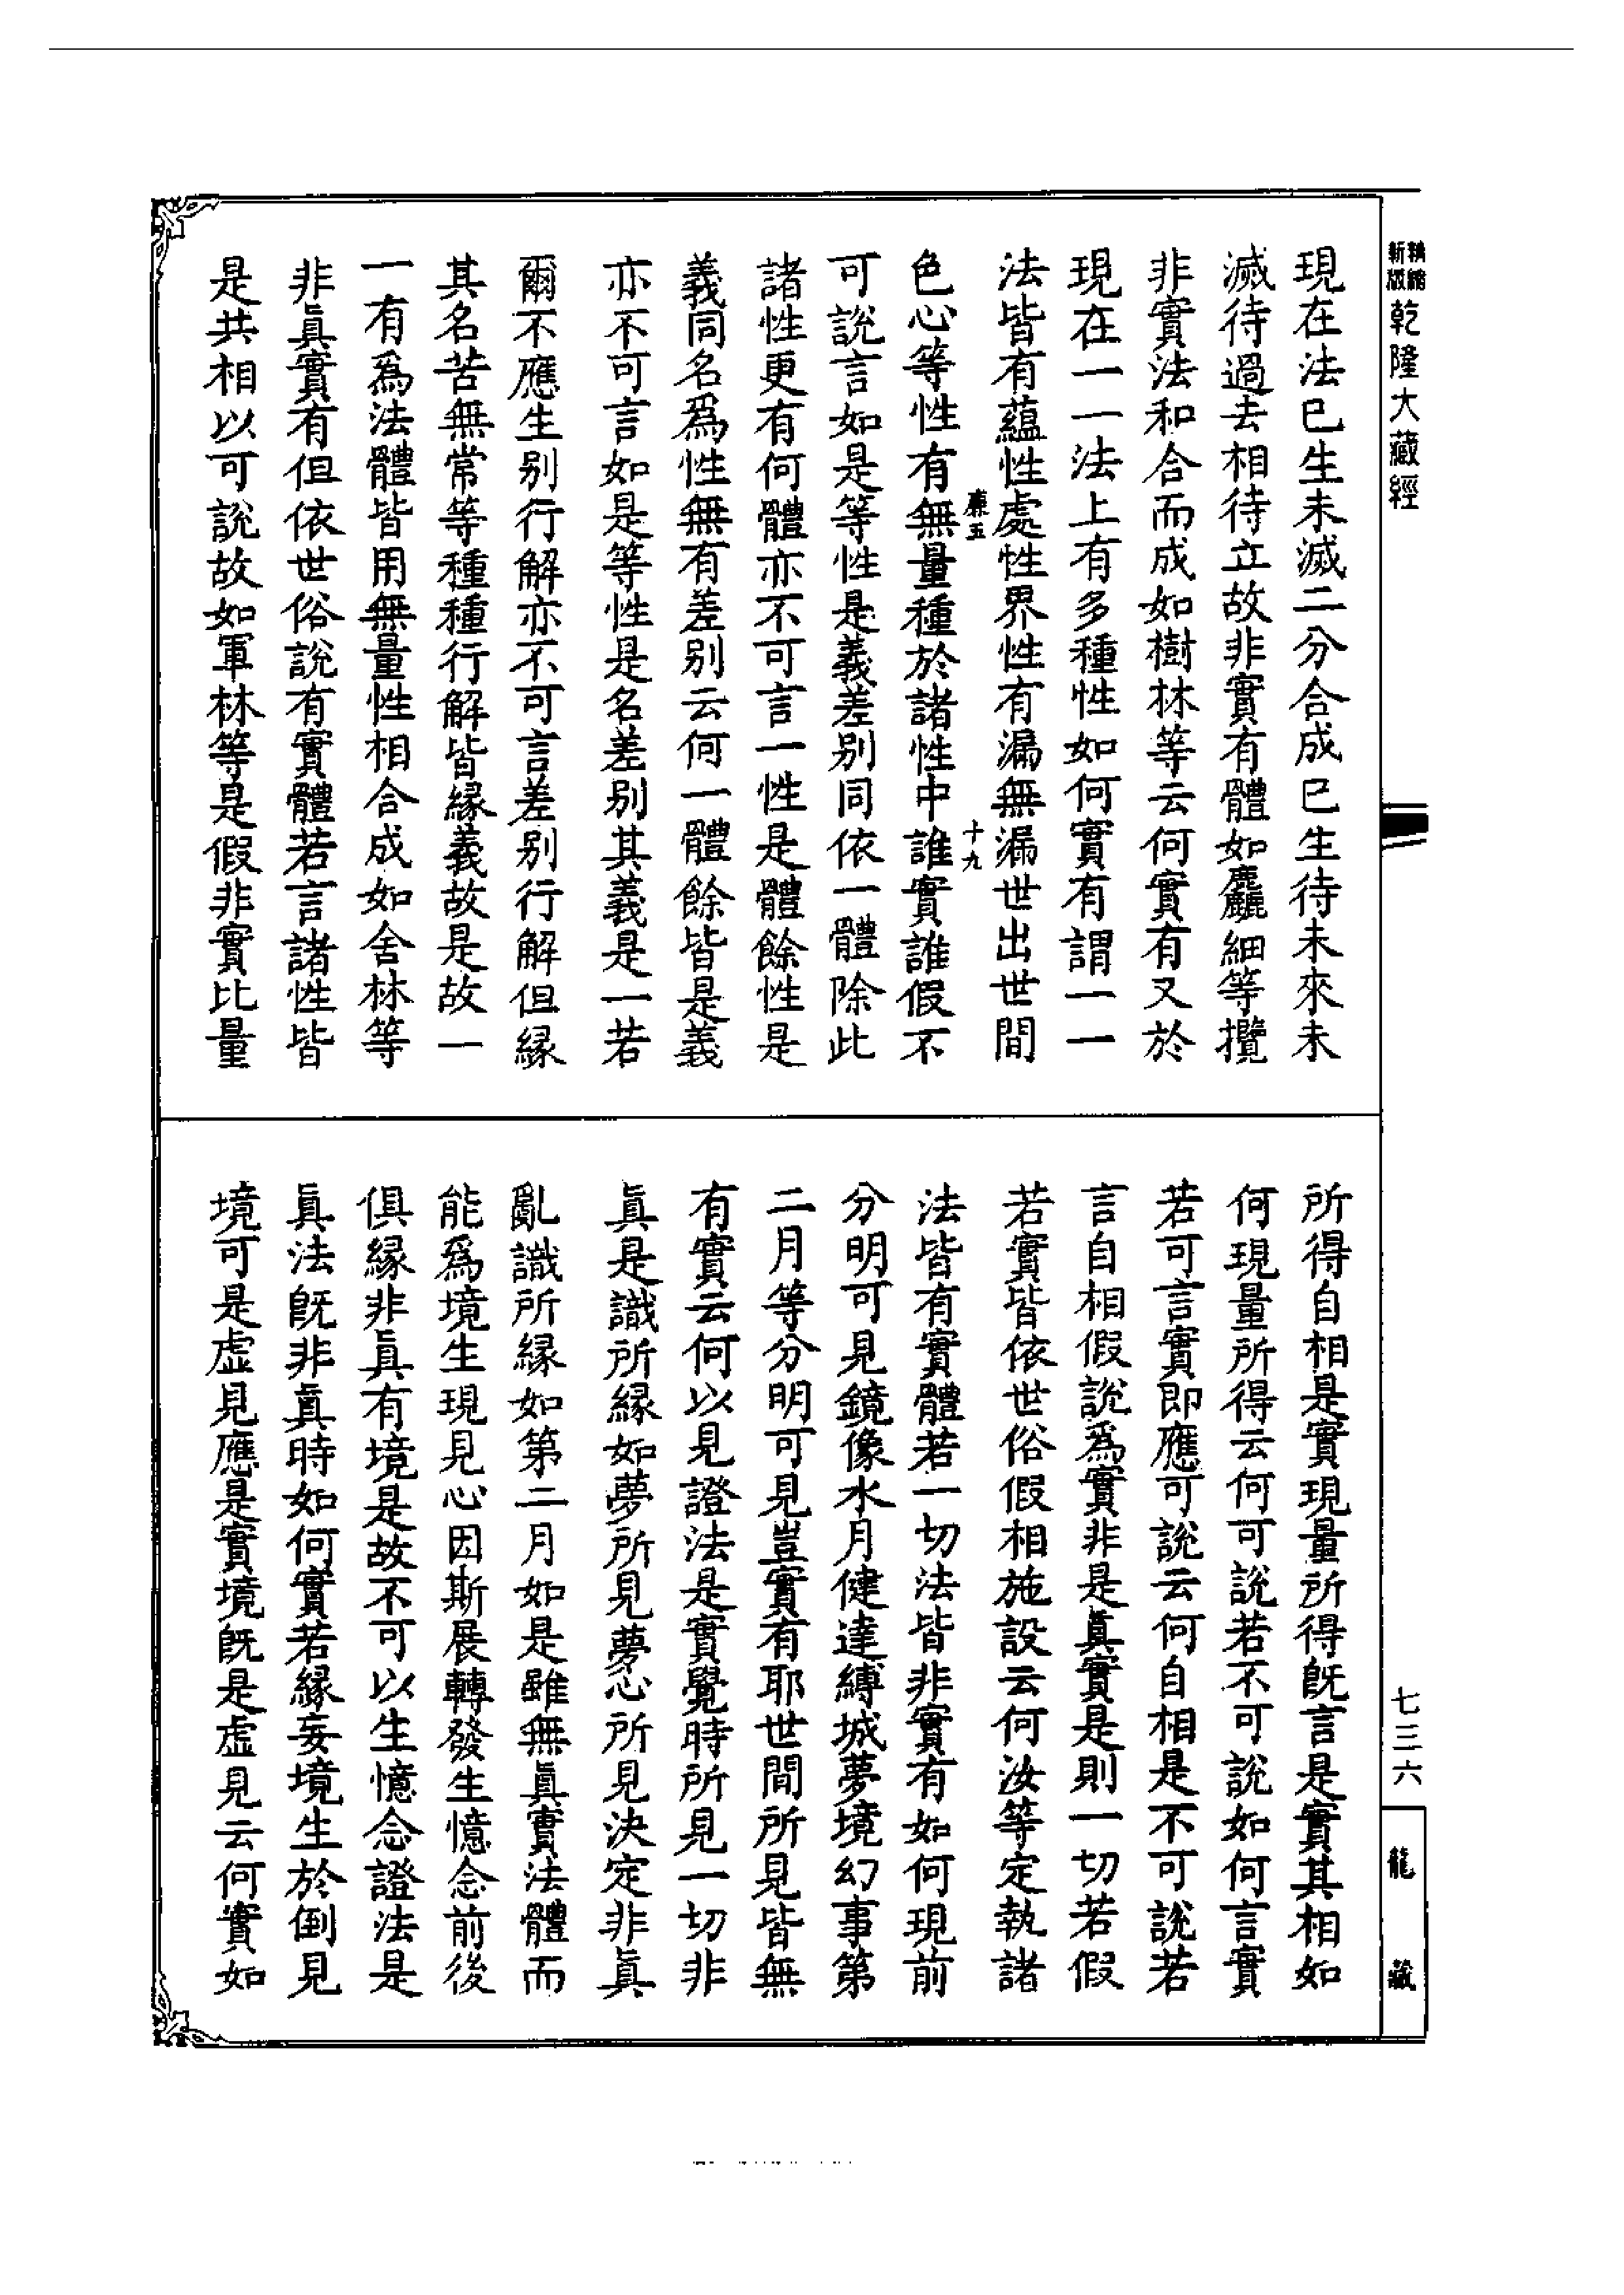 新版精縮乾隆大藏經
現在法已生未滅二分合成已生待未來未
滅待過去相待立故非實有體如麤細等攬
非實法和合而成如樹林等云何實有又於
現在一一法上有多種性如何實有謂一一
法皆有蘊性處性界性有漏無漏世出世間
廉五
十九
色心等性有無量種於諸性中誰實誰假不
可說言如是等性是義差別同依一體除此
諸性更有何體亦不可言一性是體餘性是
義同名為性無有差別云何一體餘皆是義
亦不可言如是等性是名差別其義是一若
爾不應生別行解亦不可言差別行解但緣
其名苦無常等種種行解皆緣義故是故一
一有為法體皆用無量性相合成如舍林等
非眞實有但依世俗說有實體若言諸性皆
是共相以可說故如軍林等是假非實比量
所得自相是實現量所得旣言是實其相如
何現量所得云何可說若不可說如何言實
若可言實即應可說云何自相是不可說若
言自相假說為實非是眞實是則一切若假
若實皆依世俗假相施設云何汝等定執諸
法皆有實體若一切法皆非實有如何現前
分明可見鏡像水月健達縛城夢境幻事第
二月等分明可見豈實有耶世間所見皆無
有實云何以見證法是實覺時所見一切非
眞是識所緣如夢所見夢心所見決定非眞
亂識所緣如第二月如是雖無眞實法體而
能為境生現見心因斯展轉發生憶念前後
俱緣非眞有境是故不可以生憶念證法是
眞法旣非眞時如何實若緣妄境生於倒見
境可是虛見應是實境旣是虛見云何實如
七三六
龍藏